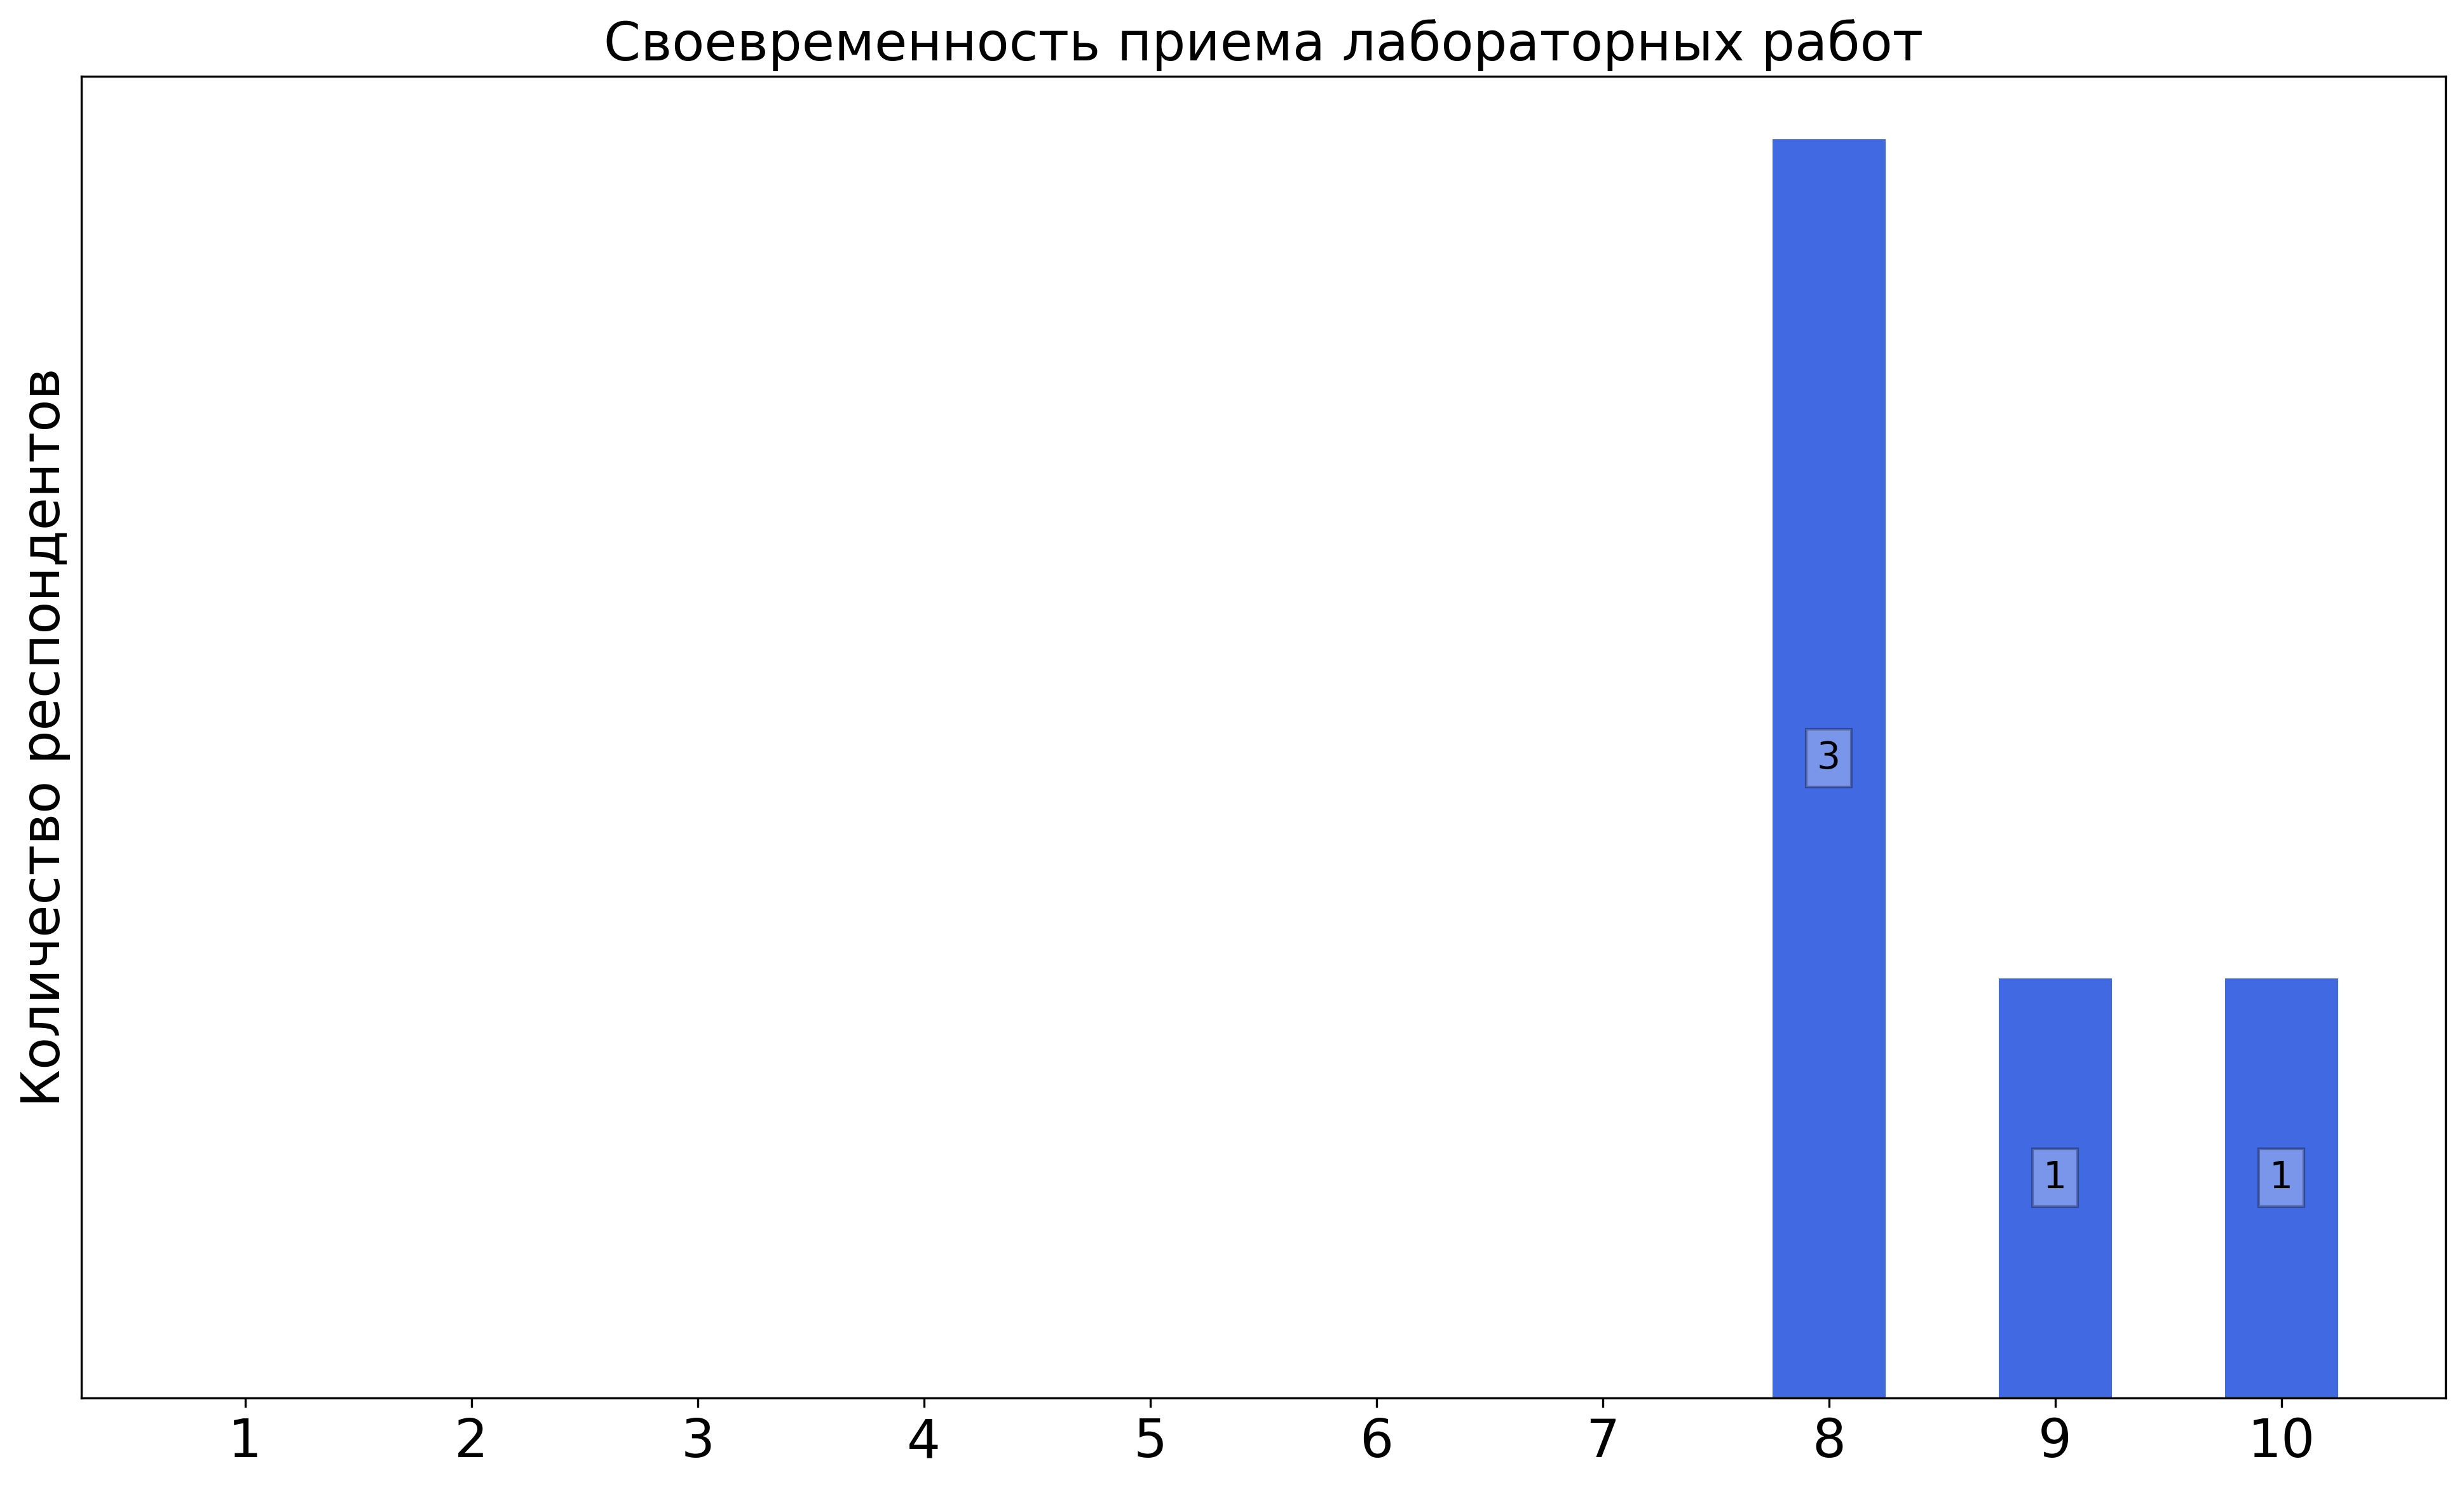 Своевременность приема лабораторных работ
Количество респондентов
3
1
1
1 2 3 4 5 6 7 8 9 10